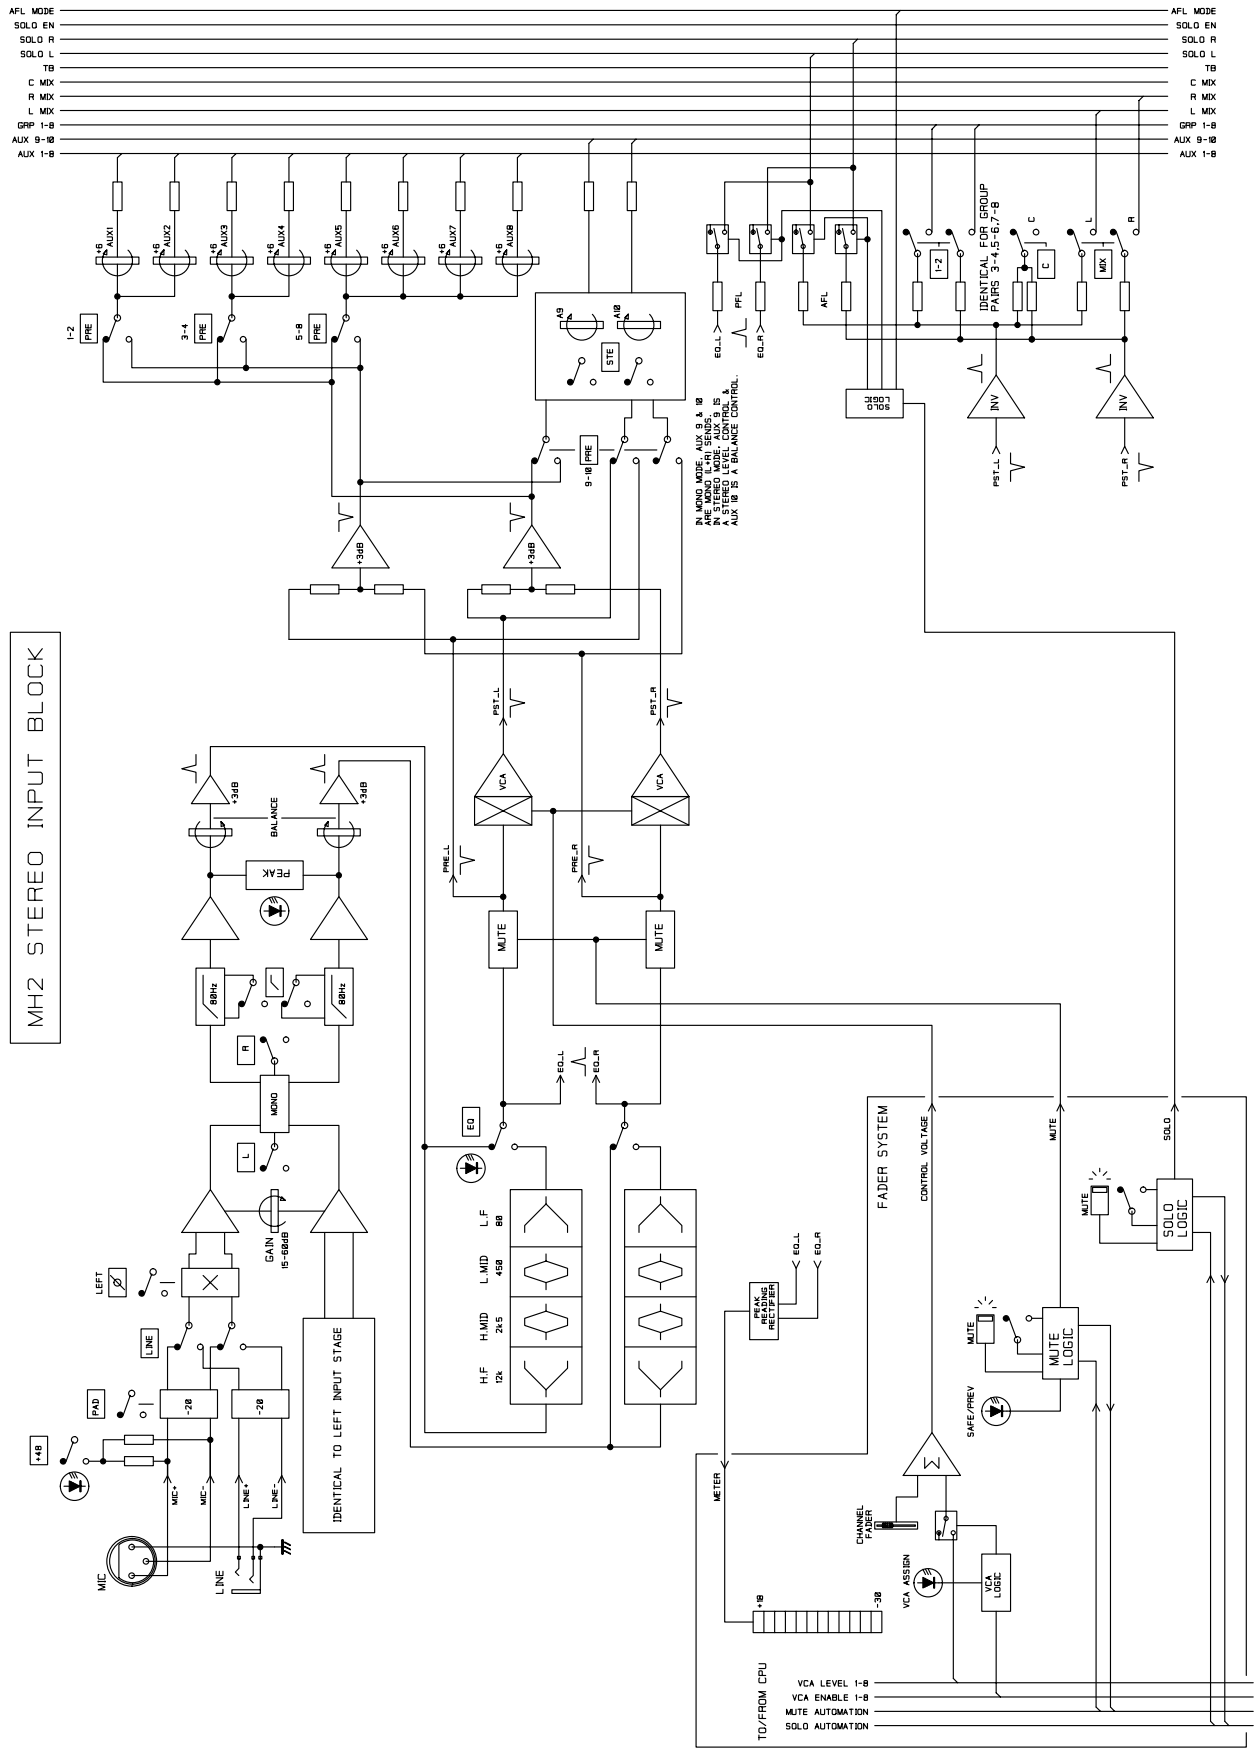 AFL MODE
SOLO EN
SOLO R
SOLO L
TB
C MIX
R MIX
L MIX
GRP 1-8
AUX 9-10
AUX 1-8
AFL MODE
SOLO EN
SOLO R
SOLO L
TB
C MIX
R MIX
L MIX
GRP 1-8
AUX 9-10
AUX 1-8
+6
AUX1
+6
AUX2
+6
AUX3
+6
AUX4
+6
AUX5
+6
AUX6
+6
AUX7
+6
AUX8
1-2
PRE
3-4
PRE
5-8
PRE
A9
A10
STE
9-10
PRE
IN MONO MODE, AUX 9 & 10
ARE MONO (L+R) SENDS.
IN STEREO MODE, AUX 9 IS
A STEREO LEVEL CONTROL &
AUX 10 IS A BALANCE CONTROL.
PFL
AFL
EQ_L
EQ_R
SOLO
LOGIC
1-2
IDENTICAL FOR GROUP
PAIRS 3-4,5-6,7-8
C
C
L
MIX
R
INV
INV
PST_L
PST_R
+3dB
+3dB
MH2 STEREO INPUT BLOCK
PST_L
PST_R
VCA
VCA
PRE_L
PRE_R
MUTE
MUTE
+3dB
+3dB
BALANCE
PEAK
80Hz
80Hz
R
MONO
L
GAIN
15-60dB
LEFT
LINE
PAD
+48
-20
-20
MIC+
MIC-
LINE+
LINE-
MIC
LINE
IDENTICAL TO LEFT INPUT STAGE
EQ
EQ_L
EQ_R
L.F
80
L.MID
450
H.MID
2k5
H.F
12k
PEAK
READING
RECTIFIER
EQ_L
EQ_R
METER
+18
-30
FADER SYSTEM
CONTROL VOLTAGE
MUTE
SOLO
MUTE
SOLO
LOGIC
MUTE
MUTE
LOGIC
SAFE/PREV
Σ
CHANNEL
FADER
VCA ASSIGN
VCA
LOGIC
TO/FROM CPU
VCA LEVEL 1-8
VCA ENABLE 1-8
MUTE AUTOMATION
SOLO AUTOMATION